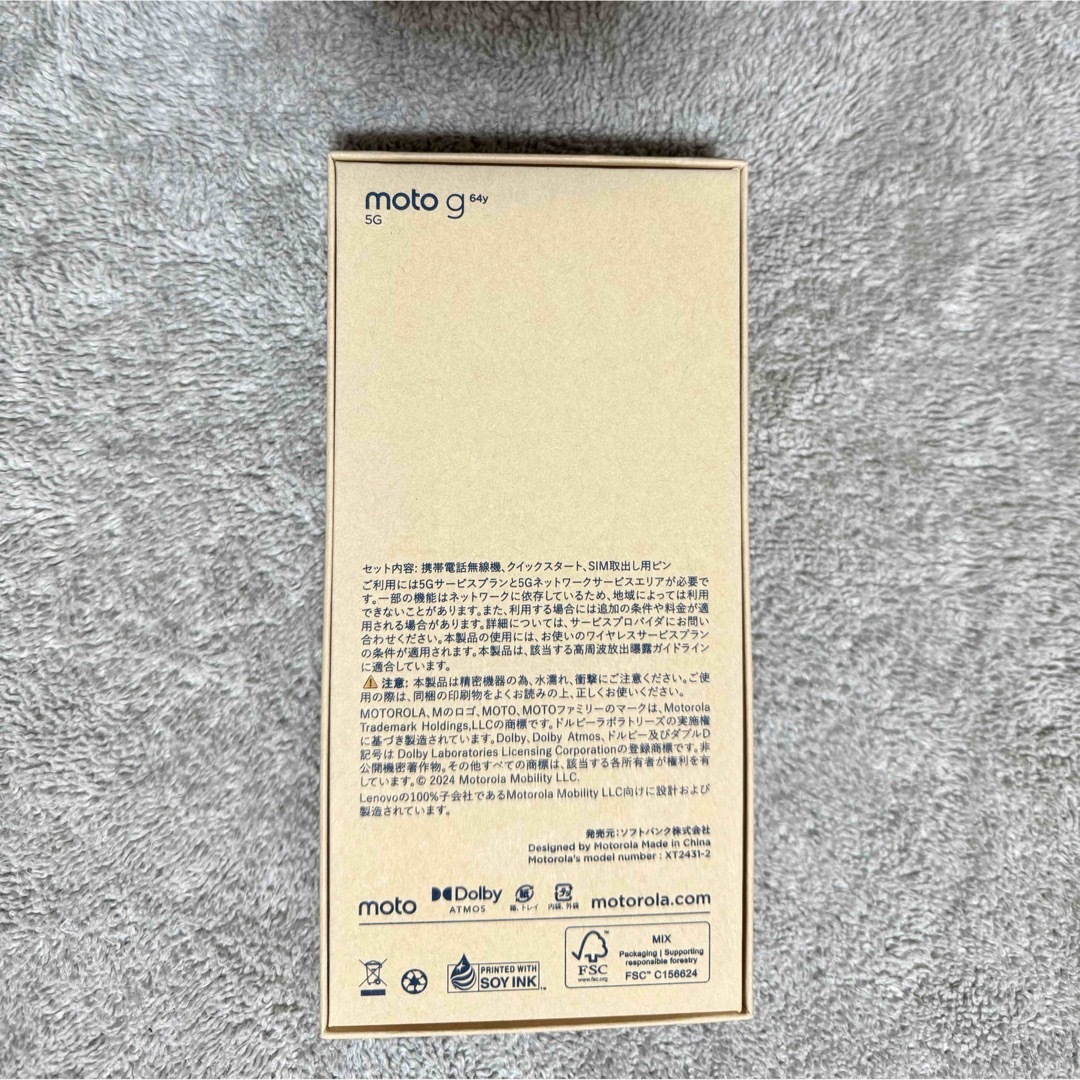 moto g 64y
5G
セット内容: 携帯電話無線機、クイックスタート、SIM取出し用ピン
ご利用には5Gサービスプランと5Gネットワークサービスエリアが必要で
す。一部の機能はネットワークに依存しているため、地域によっては利用
できないことがあります。また、利用する場合には追加の条件や料金が適
用される場合があります。詳細については、サービスプロバイダにお問い
合わせください。本製品の使用には、お使いのワイヤレスサービスプラン
の条件が適用されます。本製品は、該当する高周波放出曝露ガイドライン
に適合しています。
注意: 本製品は精密機器の為、水濡れ、衝撃にご注意ください。ご使
用の際は、同梱の印刷物をよくお読みの上、正しくお使いください。
MOTOROLA、Mのロゴ、MOTO、MOTOファミリーのマークは、Motorola
Trademark Holdings,LLCの商標です。ドルビーラボラトリーズの実施権
に基づき製造されています。Dolby、Dolby Atmos、ドルビー及びダブルD
記号は Dolby Laboratories Licensing Corporationの登録商標です。非
公開機密著作物。その他すべての商標は、該当する各所有者が権利を有
しています。© 2024 Motorola Mobility LLC.
Lenovoの100%子会社であるMotorola Mobility LLC向けに設計および
製造されています。
発売元:ソフトバンク株式会社
Designed by Motorola Made in China
Motorola's model number : XT2431-2
moto Dolby ATMOS 紙 箱、トレイ プラ 内袋、外袋 motorola.com
PRINTED WITH
SOY INK™
FSC
www.fsc.org
MIX
Packaging | Supporting
responsible forestry
FSC™ C156624